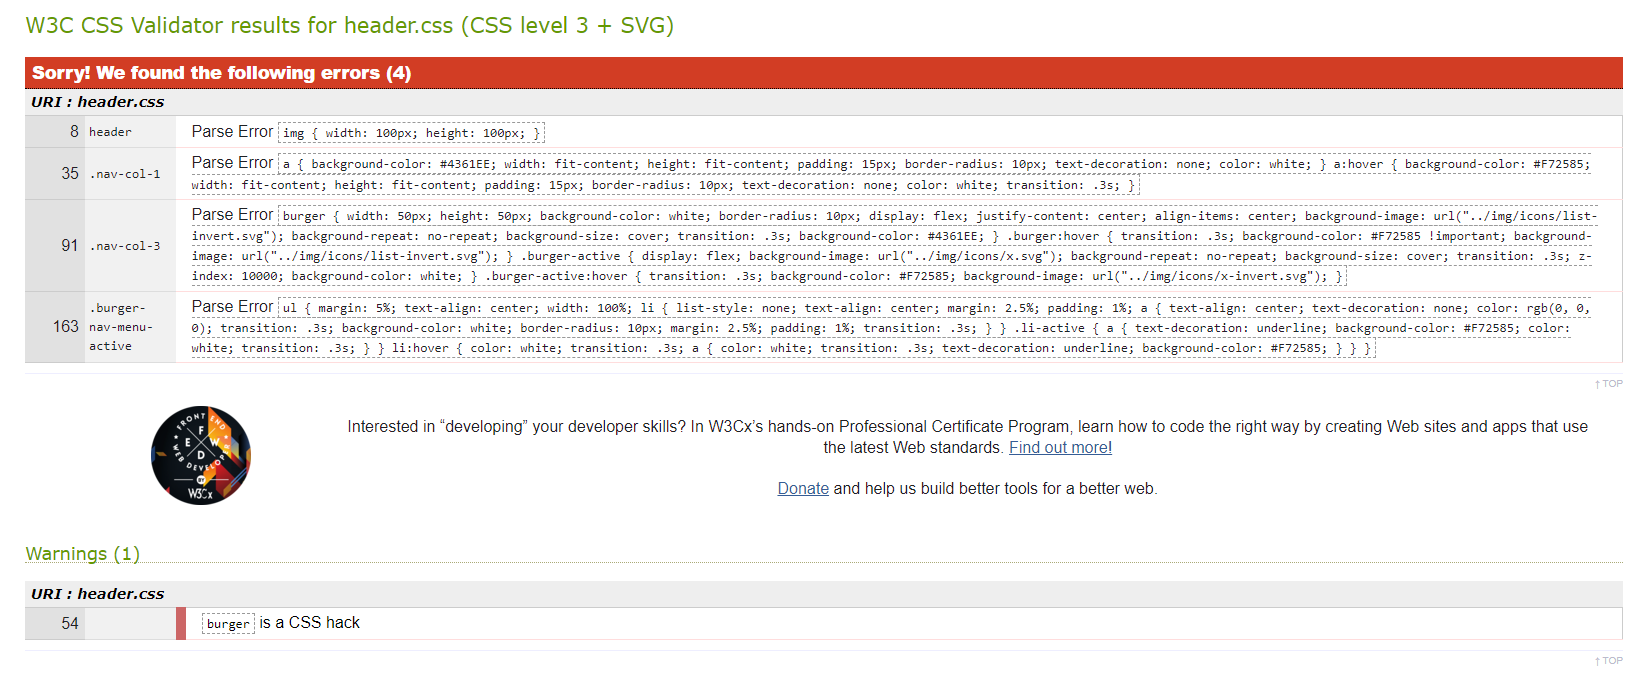 W3C CSS Validator results for header.css (CSS level 3 + SVG)
Sorry! We found the following errors (4)
URI : header.css
8 header Parse Error img { width: 100px; height: 100px; }
35 .nav-col-1 Parse Error a { background-color: #4361EE; width: fit-content; height: fit-content; padding: 15px; border-radius: 10px; text-decoration: none; color: white; } a:hover { background-color: #F72585;
width: fit-content; height: fit-content; padding: 15px; border-radius: 10px; text-decoration: none; color: white; transition: .3s; }
91 .nav-col-3 Parse Error burger { width: 50px; height: 50px; background-color: white; border-radius: 10px; display: flex; justify-content: center; align-items: center; background-image: url("../img/icons/list-
invert.svg"); background-repeat: no-repeat; background-size: cover; transition: .3s; background-color: #4361EE; } .burger:hover { transition: .3s; background-color: #F72585 !important; background-
image: url("../img/icons/list-invert.svg"); } .burger-active { display: flex; background-image: url("../img/icons/x.svg"); background-repeat: no-repeat; background-size: cover; transition: .3s; z-
index: 10000; background-color: white; } .burger-active:hover { transition: .3s; background-color: #F72585; background-image: url("../img/icons/x-invert.svg"); }
163 .burger-
nav-menu-
active
Parse Error ul { margin: 5%; text-align: center; width: 100%; li { list-style: none; text-align: center; margin: 2.5%; padding: 1%; a { text-align: center; text-decoration: none; color: rgb(0, 0,
0); transition: .3s; background-color: white; border-radius: 10px; margin: 2.5%; padding: 1%; transition: .3s; } } .li-active { a { text-decoration: underline; background-color: #F72585; color:
white; transition: .3s; } } li:hover { color: white; transition: .3s; a { color: white; transition: .3s; text-decoration: underline; background-color: #F72585; } } }
↑ TOP
FRONT END
E F W
D
WEB DEVELOPER
BY
W3Cx
Interested in “developing” your developer skills? In W3Cx’s hands-on Professional Certificate Program, learn how to code the right way by creating Web sites and apps that use
the latest Web standards. Find out more!
Donate and help us build better tools for a better web.
Warnings (1)
URI : header.css
54 burger is a CSS hack
↑ TOP